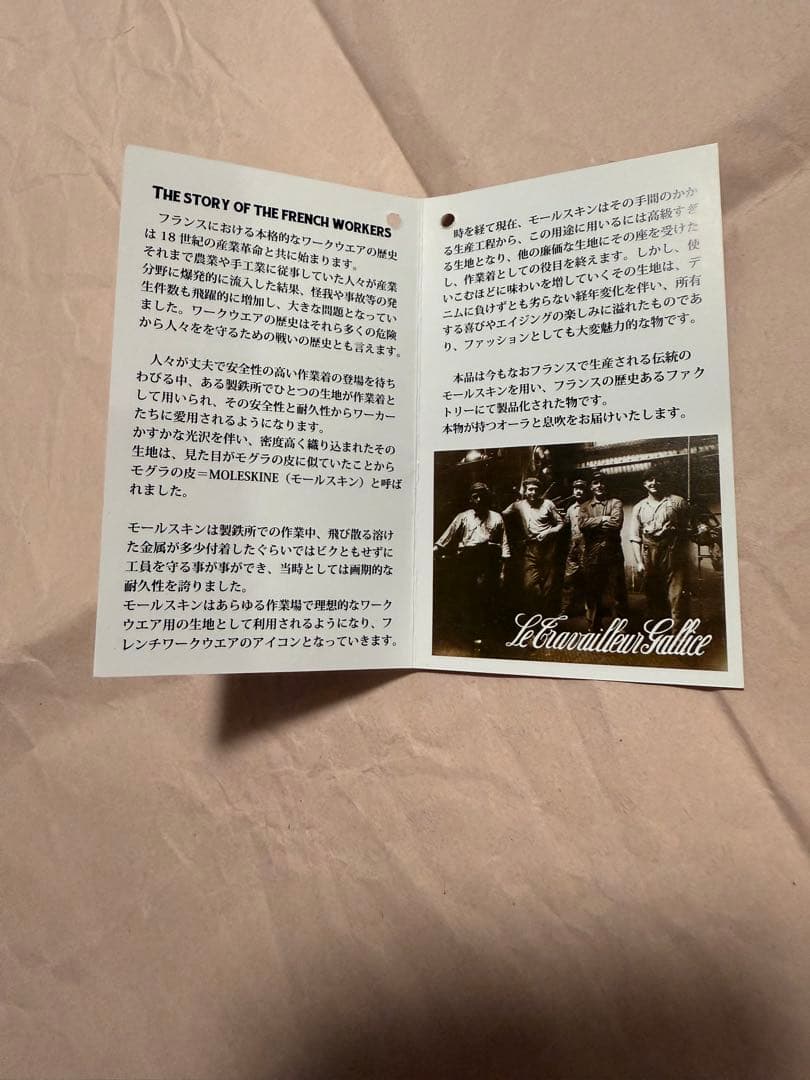 THE STORY OF THE FRENCH WORKERS
フランスにおける本格的なワークウエアの歴史
は 18 世紀の産業革命と共に始まります。
それまで農業や手工業に従事していた人々が産業
分野に爆発的に流入した結果、怪我や事故等の発
生件数も飛躍的に増加し、大きな問題となってい
ました。ワークウエアの歴史はそれら多くの危険
から人々をを守るための戦いの歴史とも言えます。
人々が丈夫で安全性の高い作業着の登場を待ち
わびる中、ある製鉄所でひとつの生地が作業着と
して用いられ、その安全性と耐久性からワーカー
たちに愛用されるようになります。
かすかな光沢を伴い、密度高く織り込まれたその
生地は、見た目がモグラの皮に似ていたことから
モグラの皮＝MOLESKINE（モールスキン）と呼ば
れました。
モールスキンは製鉄所での作業中、飛び散る溶け
た金属が多少付着したぐらいではビクともせずに
工員を守る事が事ができ、当時としては画期的な
耐久性を誇りました。
モールスキンはあらゆる作業場で理想的なワーク
ウエア用の生地として利用されるようになり、フ
レンチワークウエアのアイコンとなっていきます。
時を経て現在、モールスキンはその手間のかか
る生産工程から、この用途に用いるには高級すぎ
る生地となり、他の廉価な生地にその座を受けた
し、作業着としての役目を終えます。しかし、使
いこむほどに味わいを増していくその生地は、デ
ニムに負けずとも劣らない経年変化を伴い、所有
する喜びやエイジングの楽しみに溢れたものであ
り、ファッションとしても大変魅力的な物です。
本品は今もなおフランスで生産される伝統の
モールスキンを用い、フランスの歴史あるファク
トリーにて製品化された物です。
本物が持つオーラと息吹をお届けいたします。
Le Travailleur Gallice